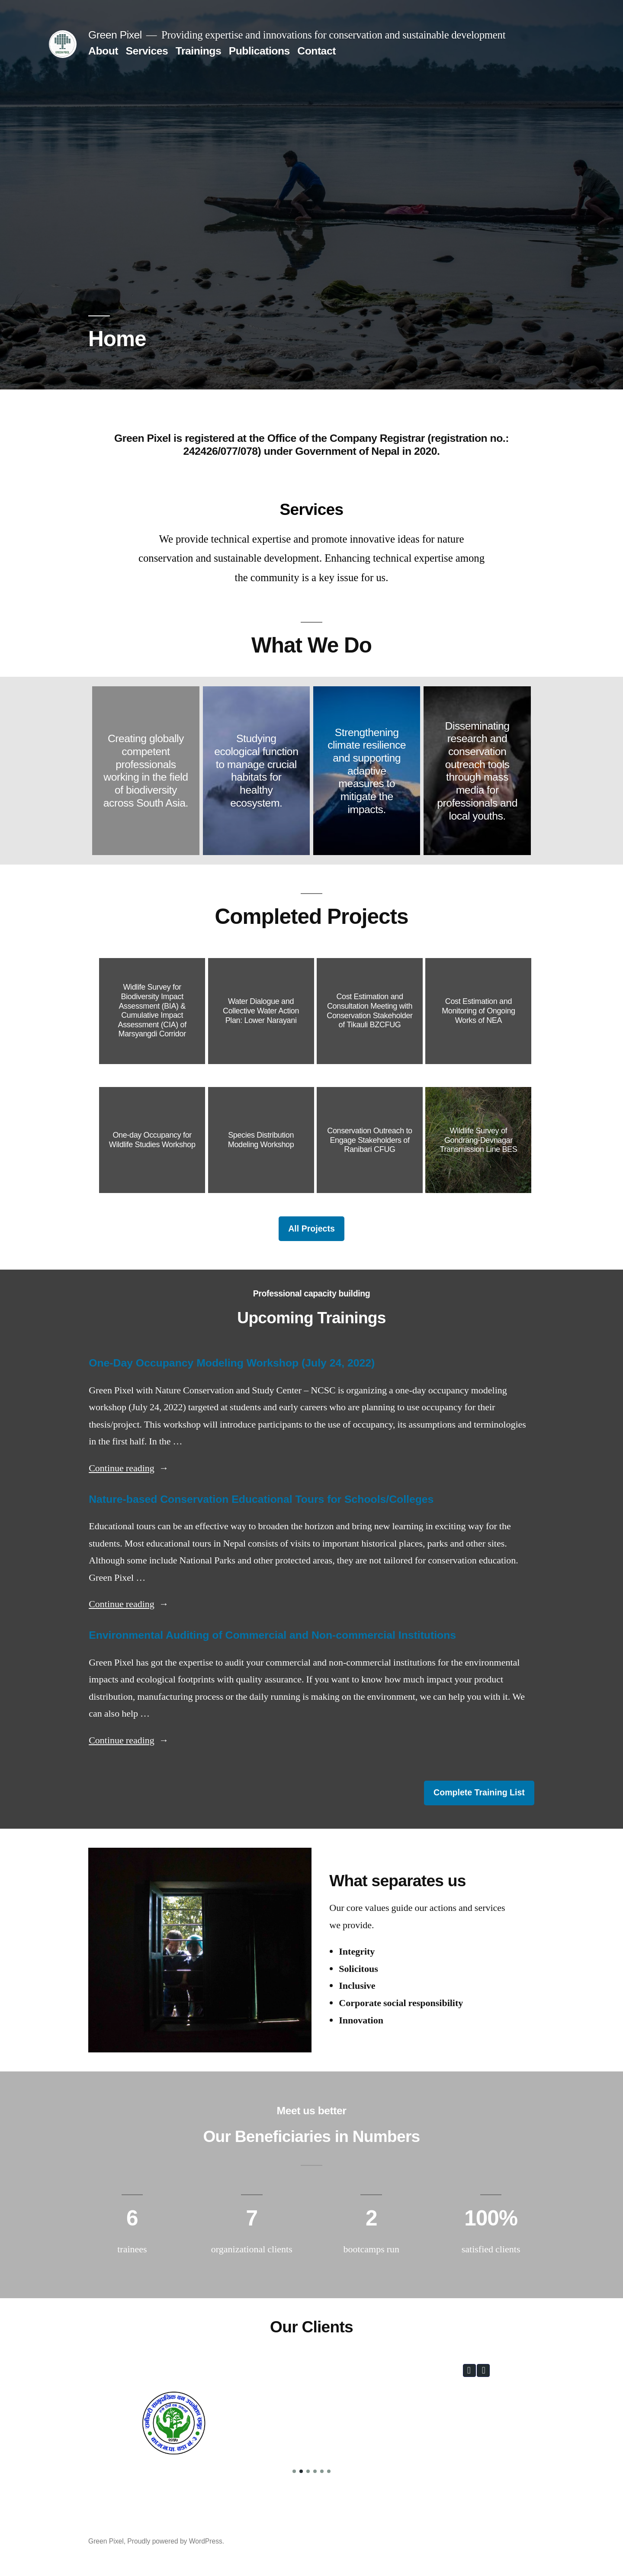 Green Pixel — Providing expertise and innovations for conservation and sustainable development
About Services Trainings Publications Contact
Home
Green Pixel is registered at the Office of the Company Registrar (registration no.:
242426/077/078) under Government of Nepal in 2020.
Services
We provide technical expertise and promote innovative ideas for nature
conservation and sustainable development. Enhancing technical expertise among
the community is a key issue for us.
What We Do
Creating globally
competent
professionals
working in the field
of biodiversity
across South Asia.
Studying
ecological function
to manage crucial
habitats for
healthy
ecosystem.
Strengthening
climate resilience
and supporting
adaptive
measures to
mitigate the
impacts.
Disseminating
research and
conservation
outreach tools
through mass
media for
professionals and
local youths.
Completed Projects
Widlife Survey for
Biodiversity Impact
Assessment (BIA) &
Cumulative Impact
Assessment (CIA) of
Marsyangdi Corridor
Water Dialogue and
Collective Water Action
Plan: Lower Narayani
Cost Estimation and
Consultation Meeting with
Conservation Stakeholder
of Tikauli BZCFUG
Cost Estimation and
Monitoring of Ongoing
Works of NEA
One-day Occupancy for
Wildlife Studies Workshop
Species Distribution
Modeling Workshop
Conservation Outreach to
Engage Stakeholders of
Ranibari CFUG
Wildlife Survey of
Gondrang-Devnagar
Transmission Line BES
All Projects
Professional capacity building
Upcoming Trainings
One-Day Occupancy Modeling Workshop (July 24, 2022)
Green Pixel with Nature Conservation and Study Center – NCSC is organizing a one-day occupancy modeling
workshop (July 24, 2022) targeted at students and early careers who are planning to use occupancy for their
thesis/project. This workshop will introduce participants to the use of occupancy, its assumptions and terminologies
in the first half. In the …
Continue reading →
Nature-based Conservation Educational Tours for Schools/Colleges
Educational tours can be an effective way to broaden the horizon and bring new learning in exciting way for the
students. Most educational tours in Nepal consists of visits to important historical places, parks and other sites.
Although some include National Parks and other protected areas, they are not tailored for conservation education.
Green Pixel …
Continue reading →
Environmental Auditing of Commercial and Non-commercial Institutions
Green Pixel has got the expertise to audit your commercial and non-commercial institutions for the environmental
impacts and ecological footprints with quality assurance. If you want to know how much impact your product
distribution, manufacturing process or the daily running is making on the environment, we can help you with it. We
can also help …
Continue reading →
Complete Training List
What separates us
Our core values guide our actions and services
we provide.
• Integrity
• Solicitous
• Inclusive
• Corporate social responsibility
• Innovation
Meet us better
Our Beneficiaries in Numbers
6
trainees
7
organizational clients
2
bootcamps run
100%
satisfied clients
Our Clients
Green Pixel, Proudly powered by WordPress.